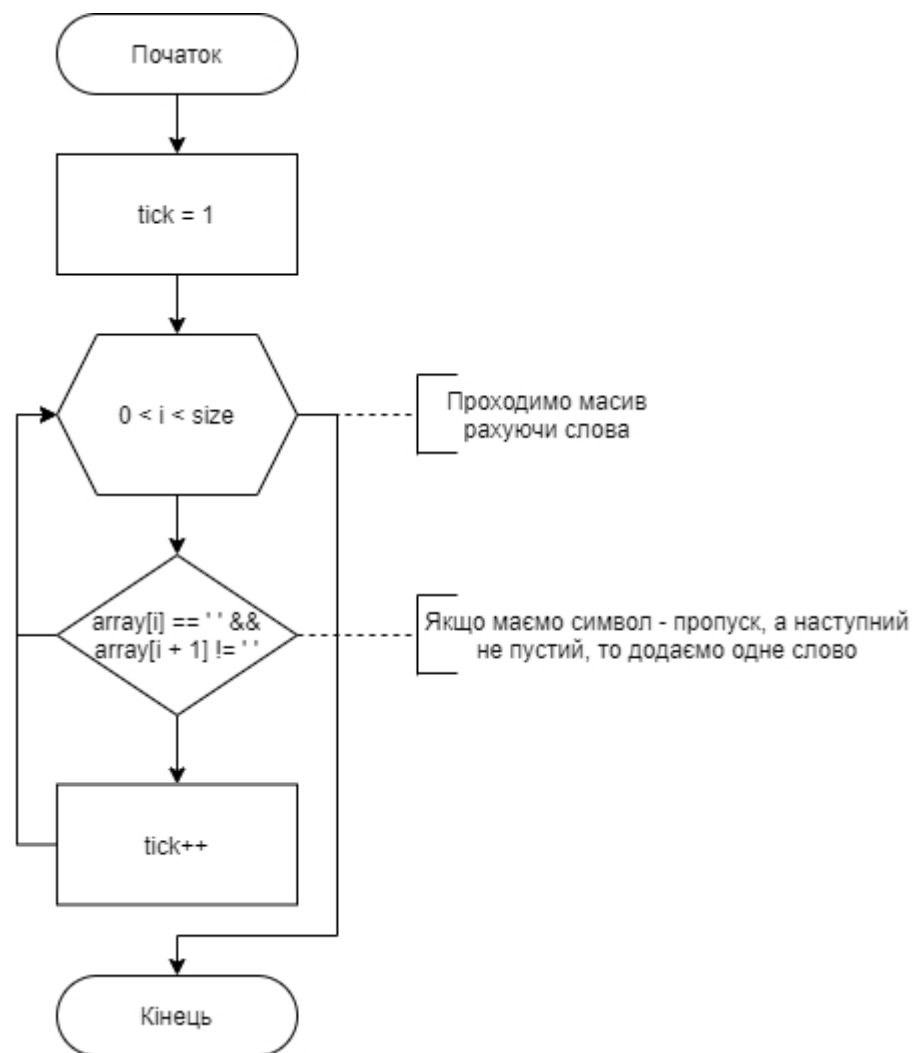 Початок
tick = 1
0 < i < size
Проходимо масив
рахуючи слова
array[i] == ' ' &&
array[i + 1] != ' '
Якщо маємо символ - пропуск, а наступний
не пустий, то додаємо одне слово
tick++
Кінець